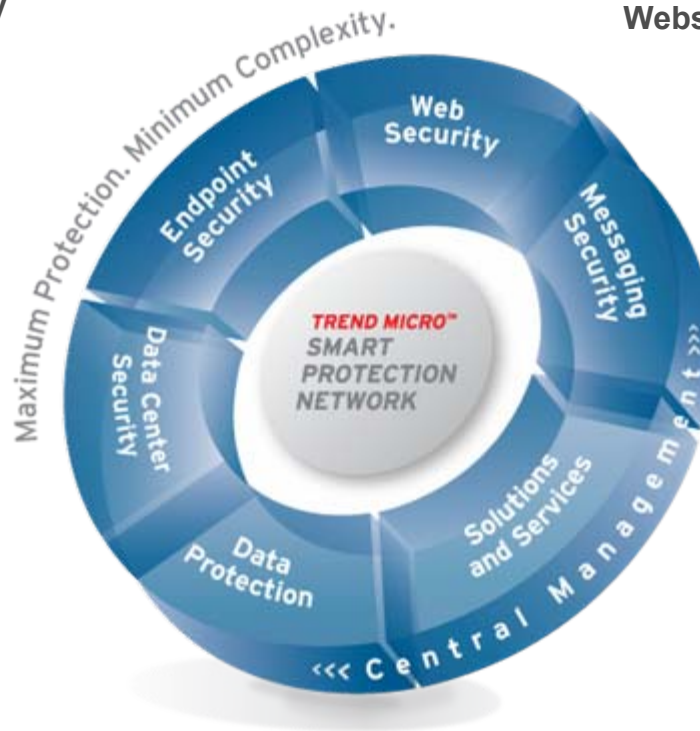 Webs
Maximum Protection. Minimum Complexity.
Web
Security
Endpoint
Security
Messaging
Security
TREND MICRO™
SMART
PROTECTION
NETWORK
Data Center
Security
Solutions
and Services
Data
Protection
<<< Central Management >>>